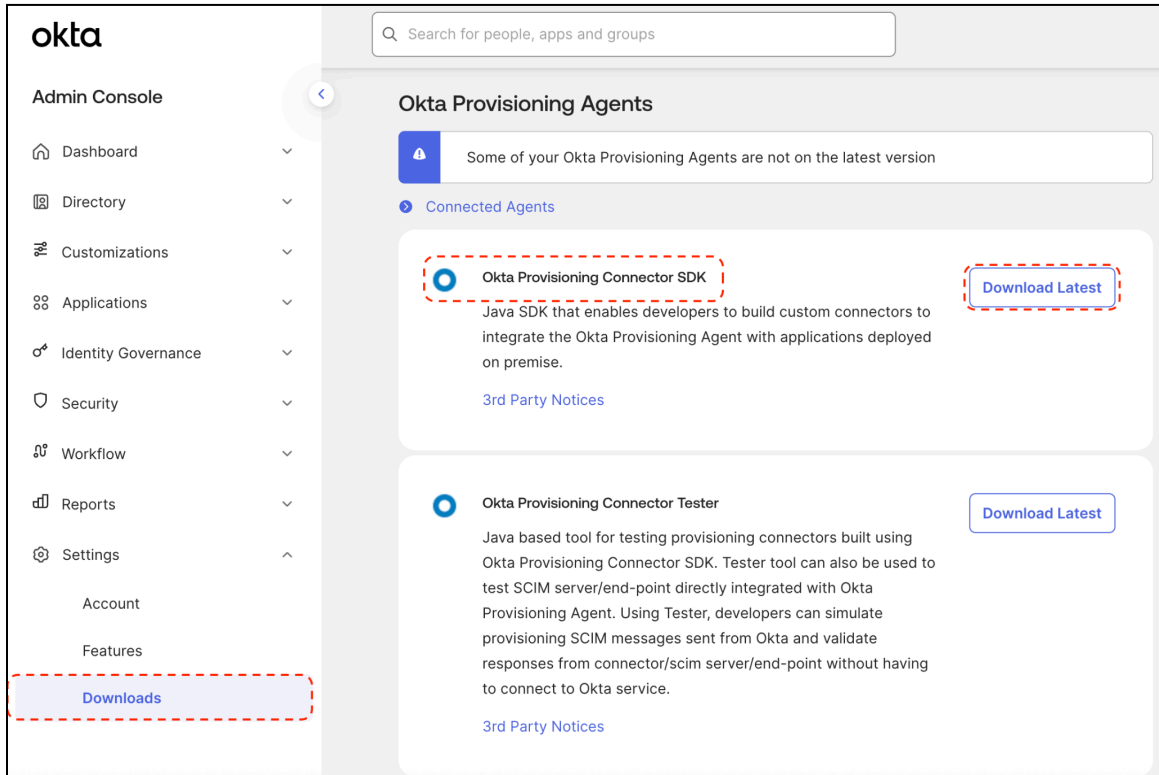 okta
Search for people, apps and groups
Admin Console
Dashboard
Directory
Customizations
Applications
Identity Governance
Security
Workflow
Reports
Settings
Account
Features
Downloads
Okta Provisioning Agents
Some of your Okta Provisioning Agents are not on the latest version
Connected Agents
Okta Provisioning Connector SDK
Download Latest
Java SDK that enables developers to build custom connectors to
integrate the Okta Provisioning Agent with applications deployed
on premise.
3rd Party Notices
Okta Provisioning Connector Tester
Download Latest
Java based tool for testing provisioning connectors built using
Okta Provisioning Connector SDK. Tester tool can also be used to
test SCIM server/end-point directly integrated with Okta
Provisioning Agent. Using Tester, developers can simulate
provisioning SCIM messages sent from Okta and validate
responses from connector/scim server/end-point without having
to connect to Okta service.
3rd Party Notices